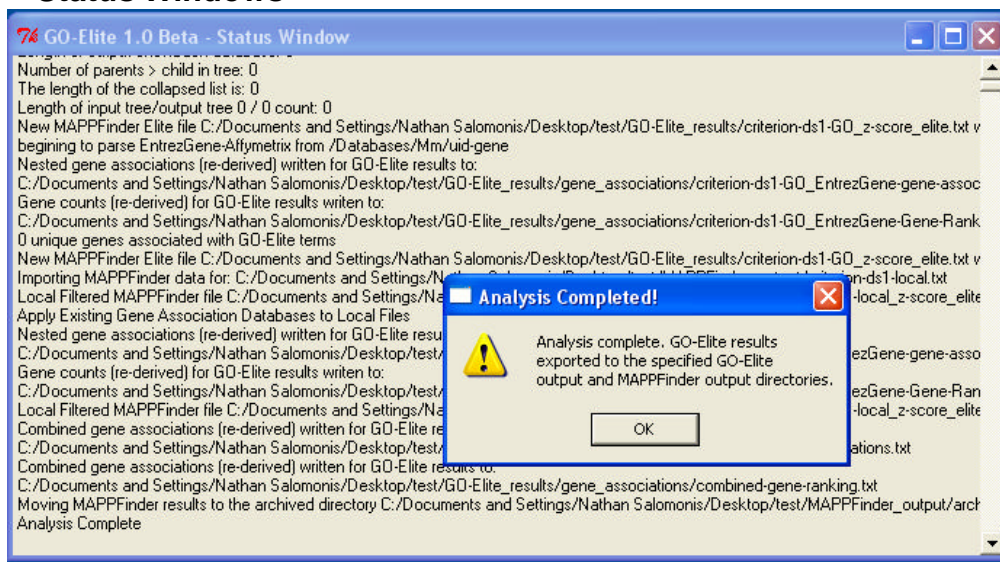 Status Windows
GO-Elite 1.0 Beta - Status Window
Number of parents > child in tree: 0
The length of the collapsed list is: 0
Length of input tree/output tree 0 / 0 count: 0
New MAPPFinder Elite file C:/Documents and Settings/Nathan Salomonis/Desktop/test/GO-Elite_results/criterion-ds1-GO_z-score_elite.txt w
begining to parse EntrezGene-Affymetrix from /Databases/Mm/uid-gene
Nested gene associations (re-derived) written for GO-Elite results to:
C:/Documents and Settings/Nathan Salomonis/Desktop/test/GO-Elite_results/gene_associations/criterion-ds1-GO_EntrezGene-gene-assoc
Gene counts (re-derived) for GO-Elite results writen to:
C:/Documents and Settings/Nathan Salomonis/Desktop/test/GO-Elite_results/gene_associations/criterion-ds1-GO_EntrezGene-Gene-Rank
0 unique genes associated with GO-Elite terms
New MAPPFinder Elite file C:/Documents and Settings/Nathan Salomonis/Desktop/test/GO-Elite_results/criterion-ds1-GO_z-score_elite.txt w
Importing MAPPFinder data for: C:/Documents and Settings/N on-ds1-local.txt
Local Filtered MAPPFinder file C:/Documents and Settings/Na -local_z-score_elite
Apply Existing Gene Association Databases to Local Files
Nested gene associations (re-derived) written for GO-Elite resu
C:/Documents and Settings/Nathan Salomonis/Desktop/test/ ezGene-gene-asso
Gene counts (re-derived) for GO-Elite results writen to:
C:/Documents and Settings/Nathan Salomonis/Desktop/test/ ezGene-Gene-Ran
Local Filtered MAPPFinder file C:/Documents and Settings/Na -local_z-score_elite
Combined gene associations (re-derived) written for GO-Elite re
C:/Documents and Settings/Nathan Salomonis/Desktop/test/ ations.txt
Combined gene associations (re-derived) written for GO-Elite results to:
C:/Documents and Settings/Nathan Salomonis/Desktop/test/GO-Elite_results/gene_associations/combined-gene-ranking.txt
Moving MAPPFinder results to the archived directory C:/Documents and Settings/Nathan Salomonis/Desktop/test/MAPPFinder_output/arch
Analysis Complete
Analysis Completed!
Analysis complete. GO-Elite results
exported to the specified GO-Elite
output and MAPPFinder output directories.
OK